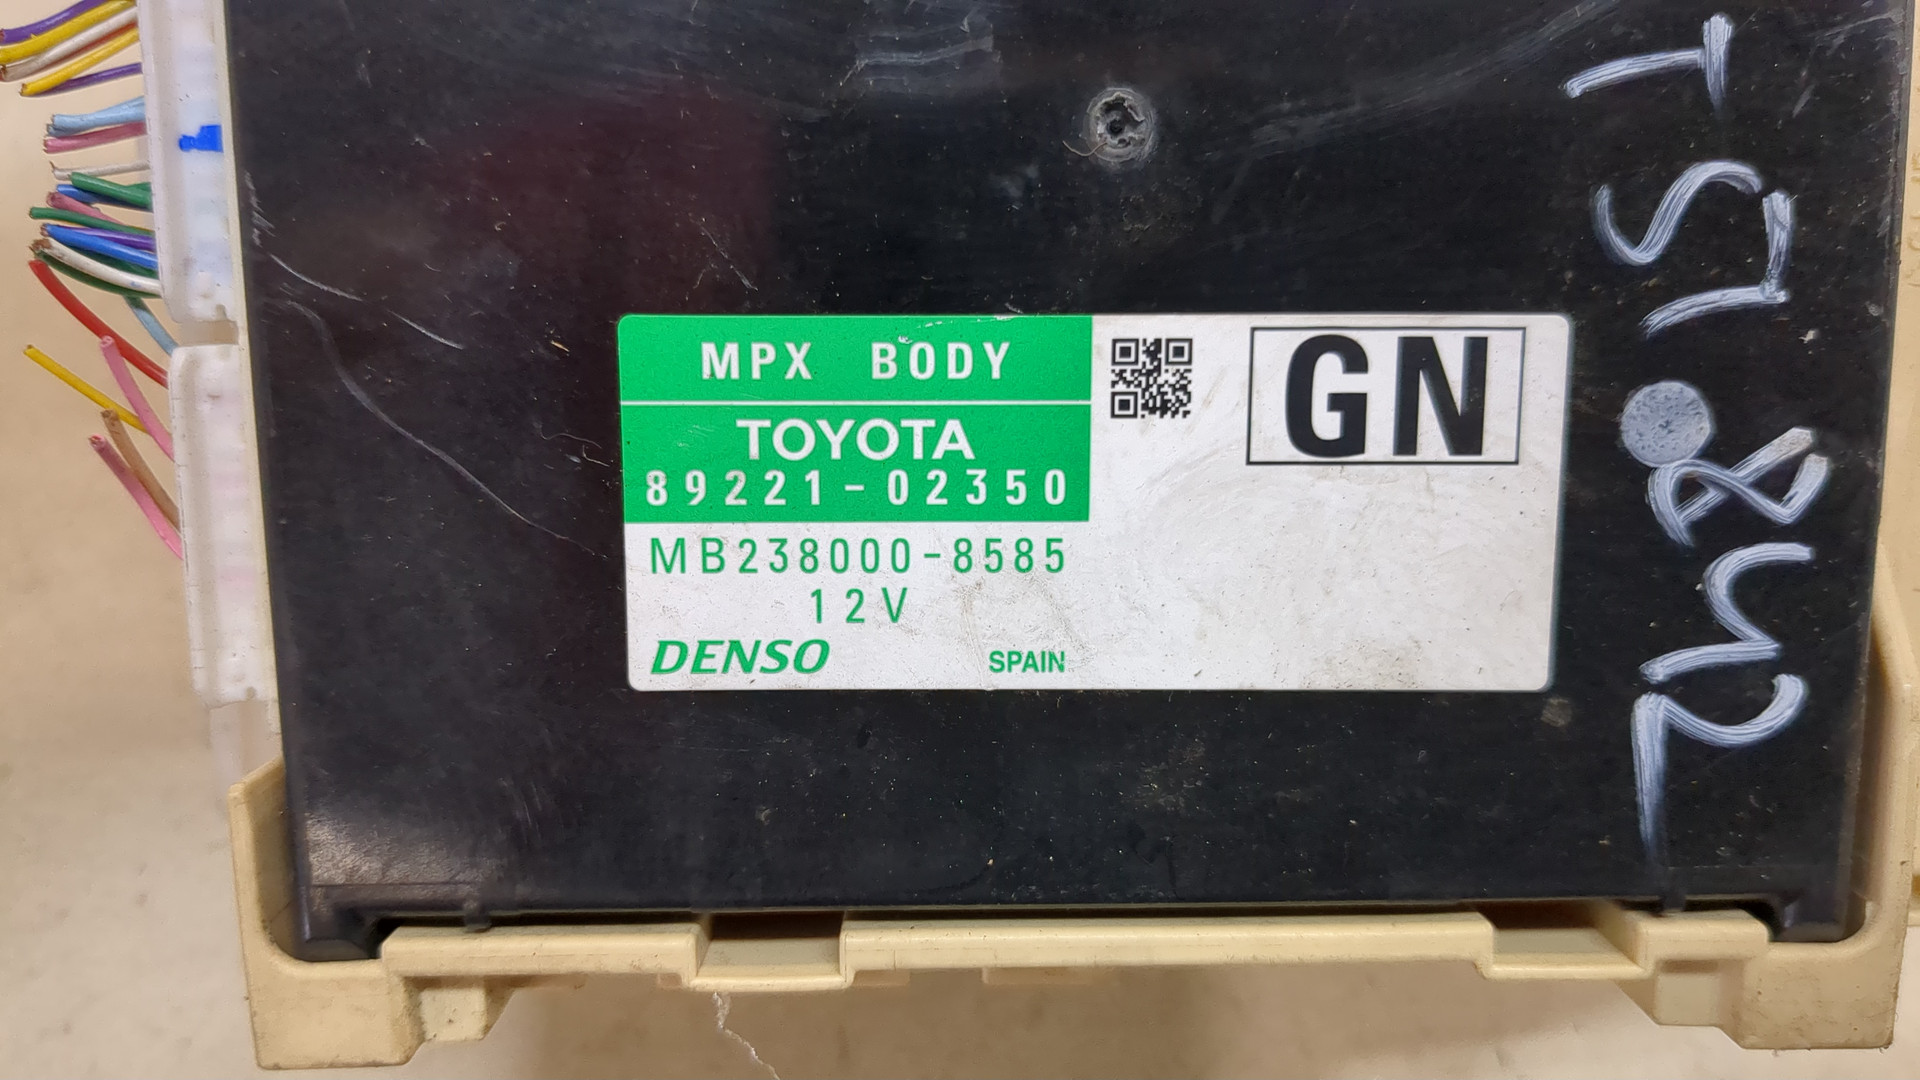 MPX BODY
TOYOTA
89221-02350
MB238000-8585
12V
DENSO SPAIN
GN